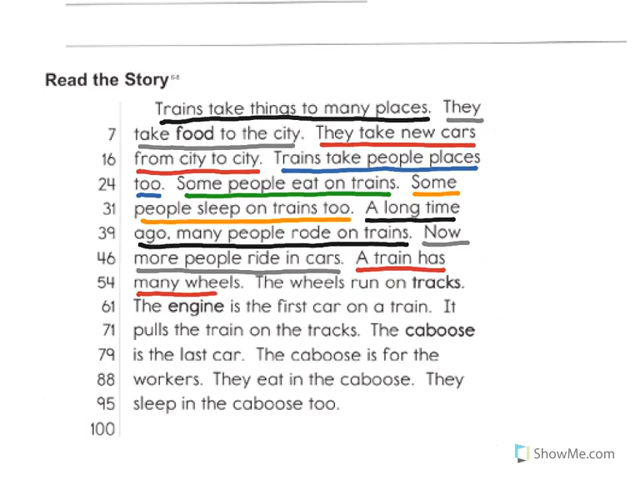 Read the Story
Trains take things to many places. They
7 take food to the city. They take new cars
16 from city to city. Trains take people places
24 too. Some people eat on trains. Some
31 people sleep on trains too. A long time
39 ago, many people rode on trains. Now
46 more people ride in cars. A train has
54 many wheels. The wheels run on tracks.
61 The engine is the first car on a train. It
71 pulls the train on the tracks. The caboose
79 is the last car. The caboose is for the
88 workers. They eat in the caboose. They
95 sleep in the caboose too.
100
ShowMe.com